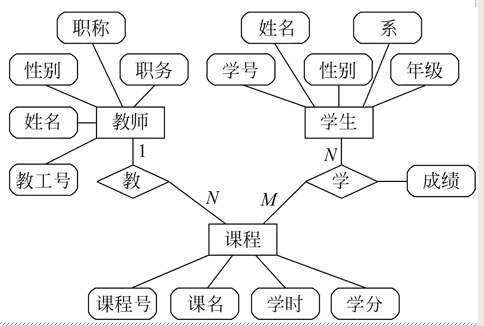 职称
姓名
系
性别
职务
学号
性别
年级
姓名
教师
学生
1
N
教工号
教
学
成绩
N
M
课程
课程号
课名
学时
学分